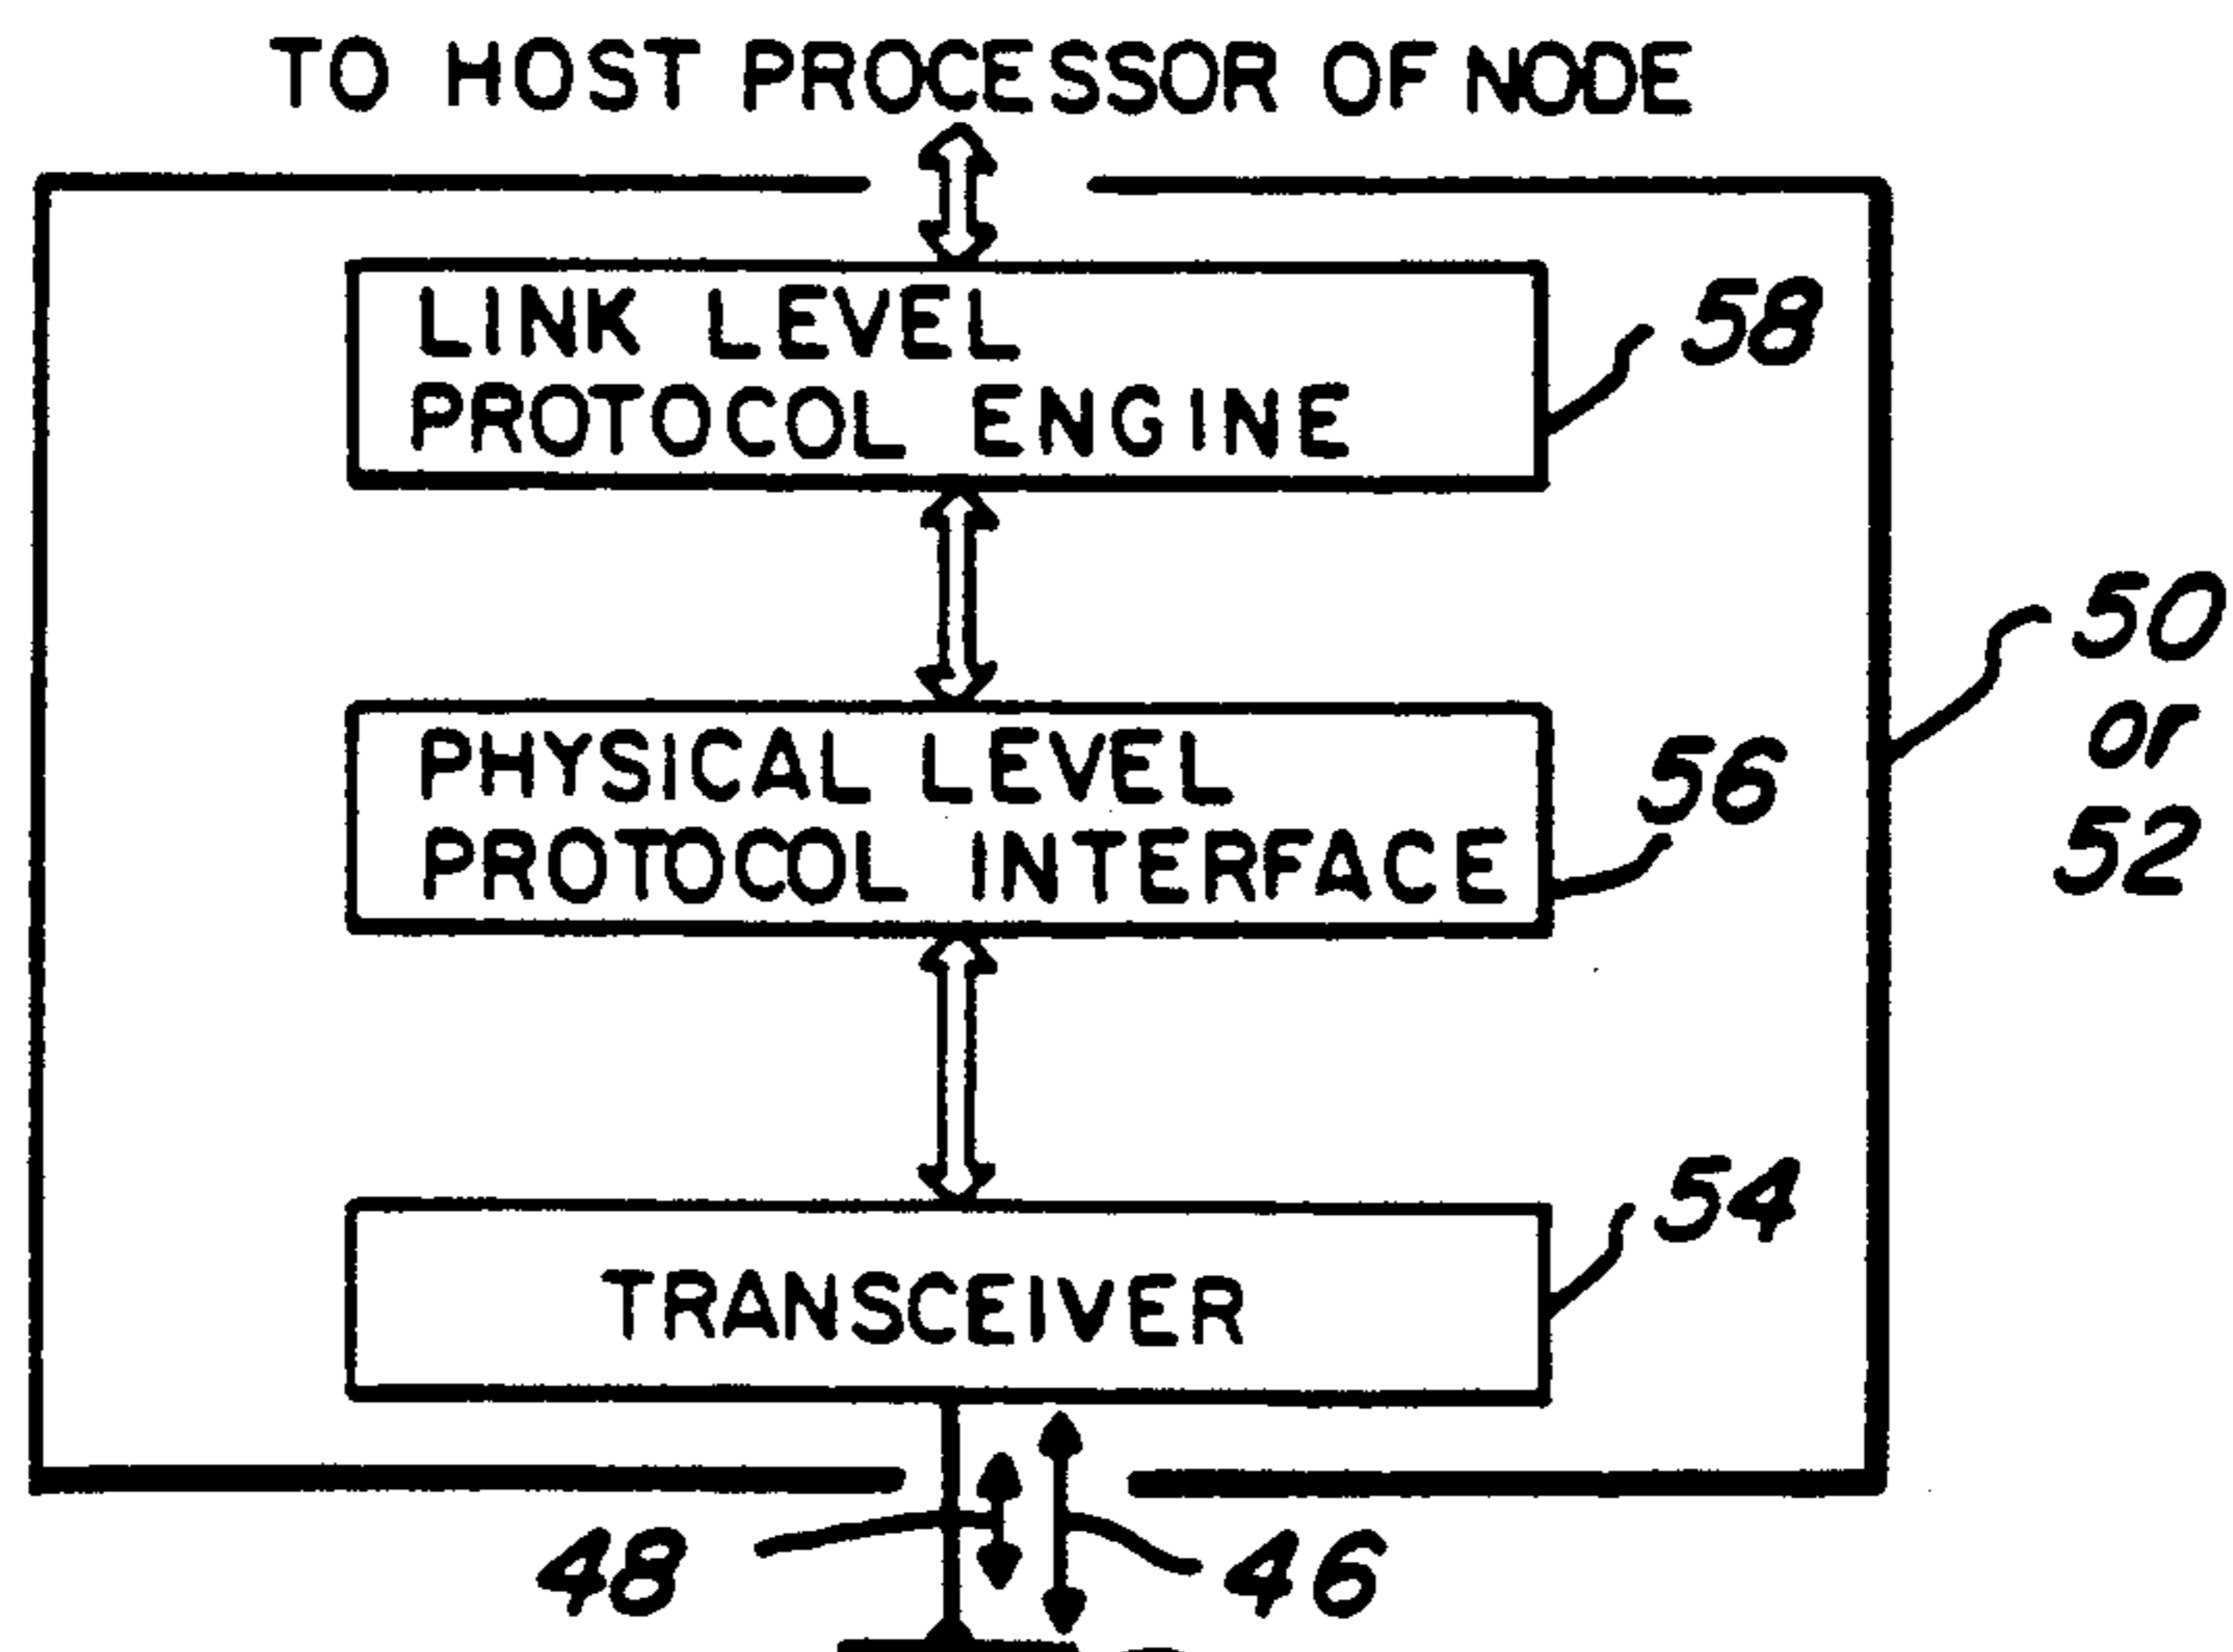 TO HOST PROCESSOR OF NODE
LINK LEVEL
PROTOCOL ENGINE
58
50
or
52
PHYSICAL LEVEL
PROTOCOL INTERFACE
56
54
TRANSCEIVER
48
46